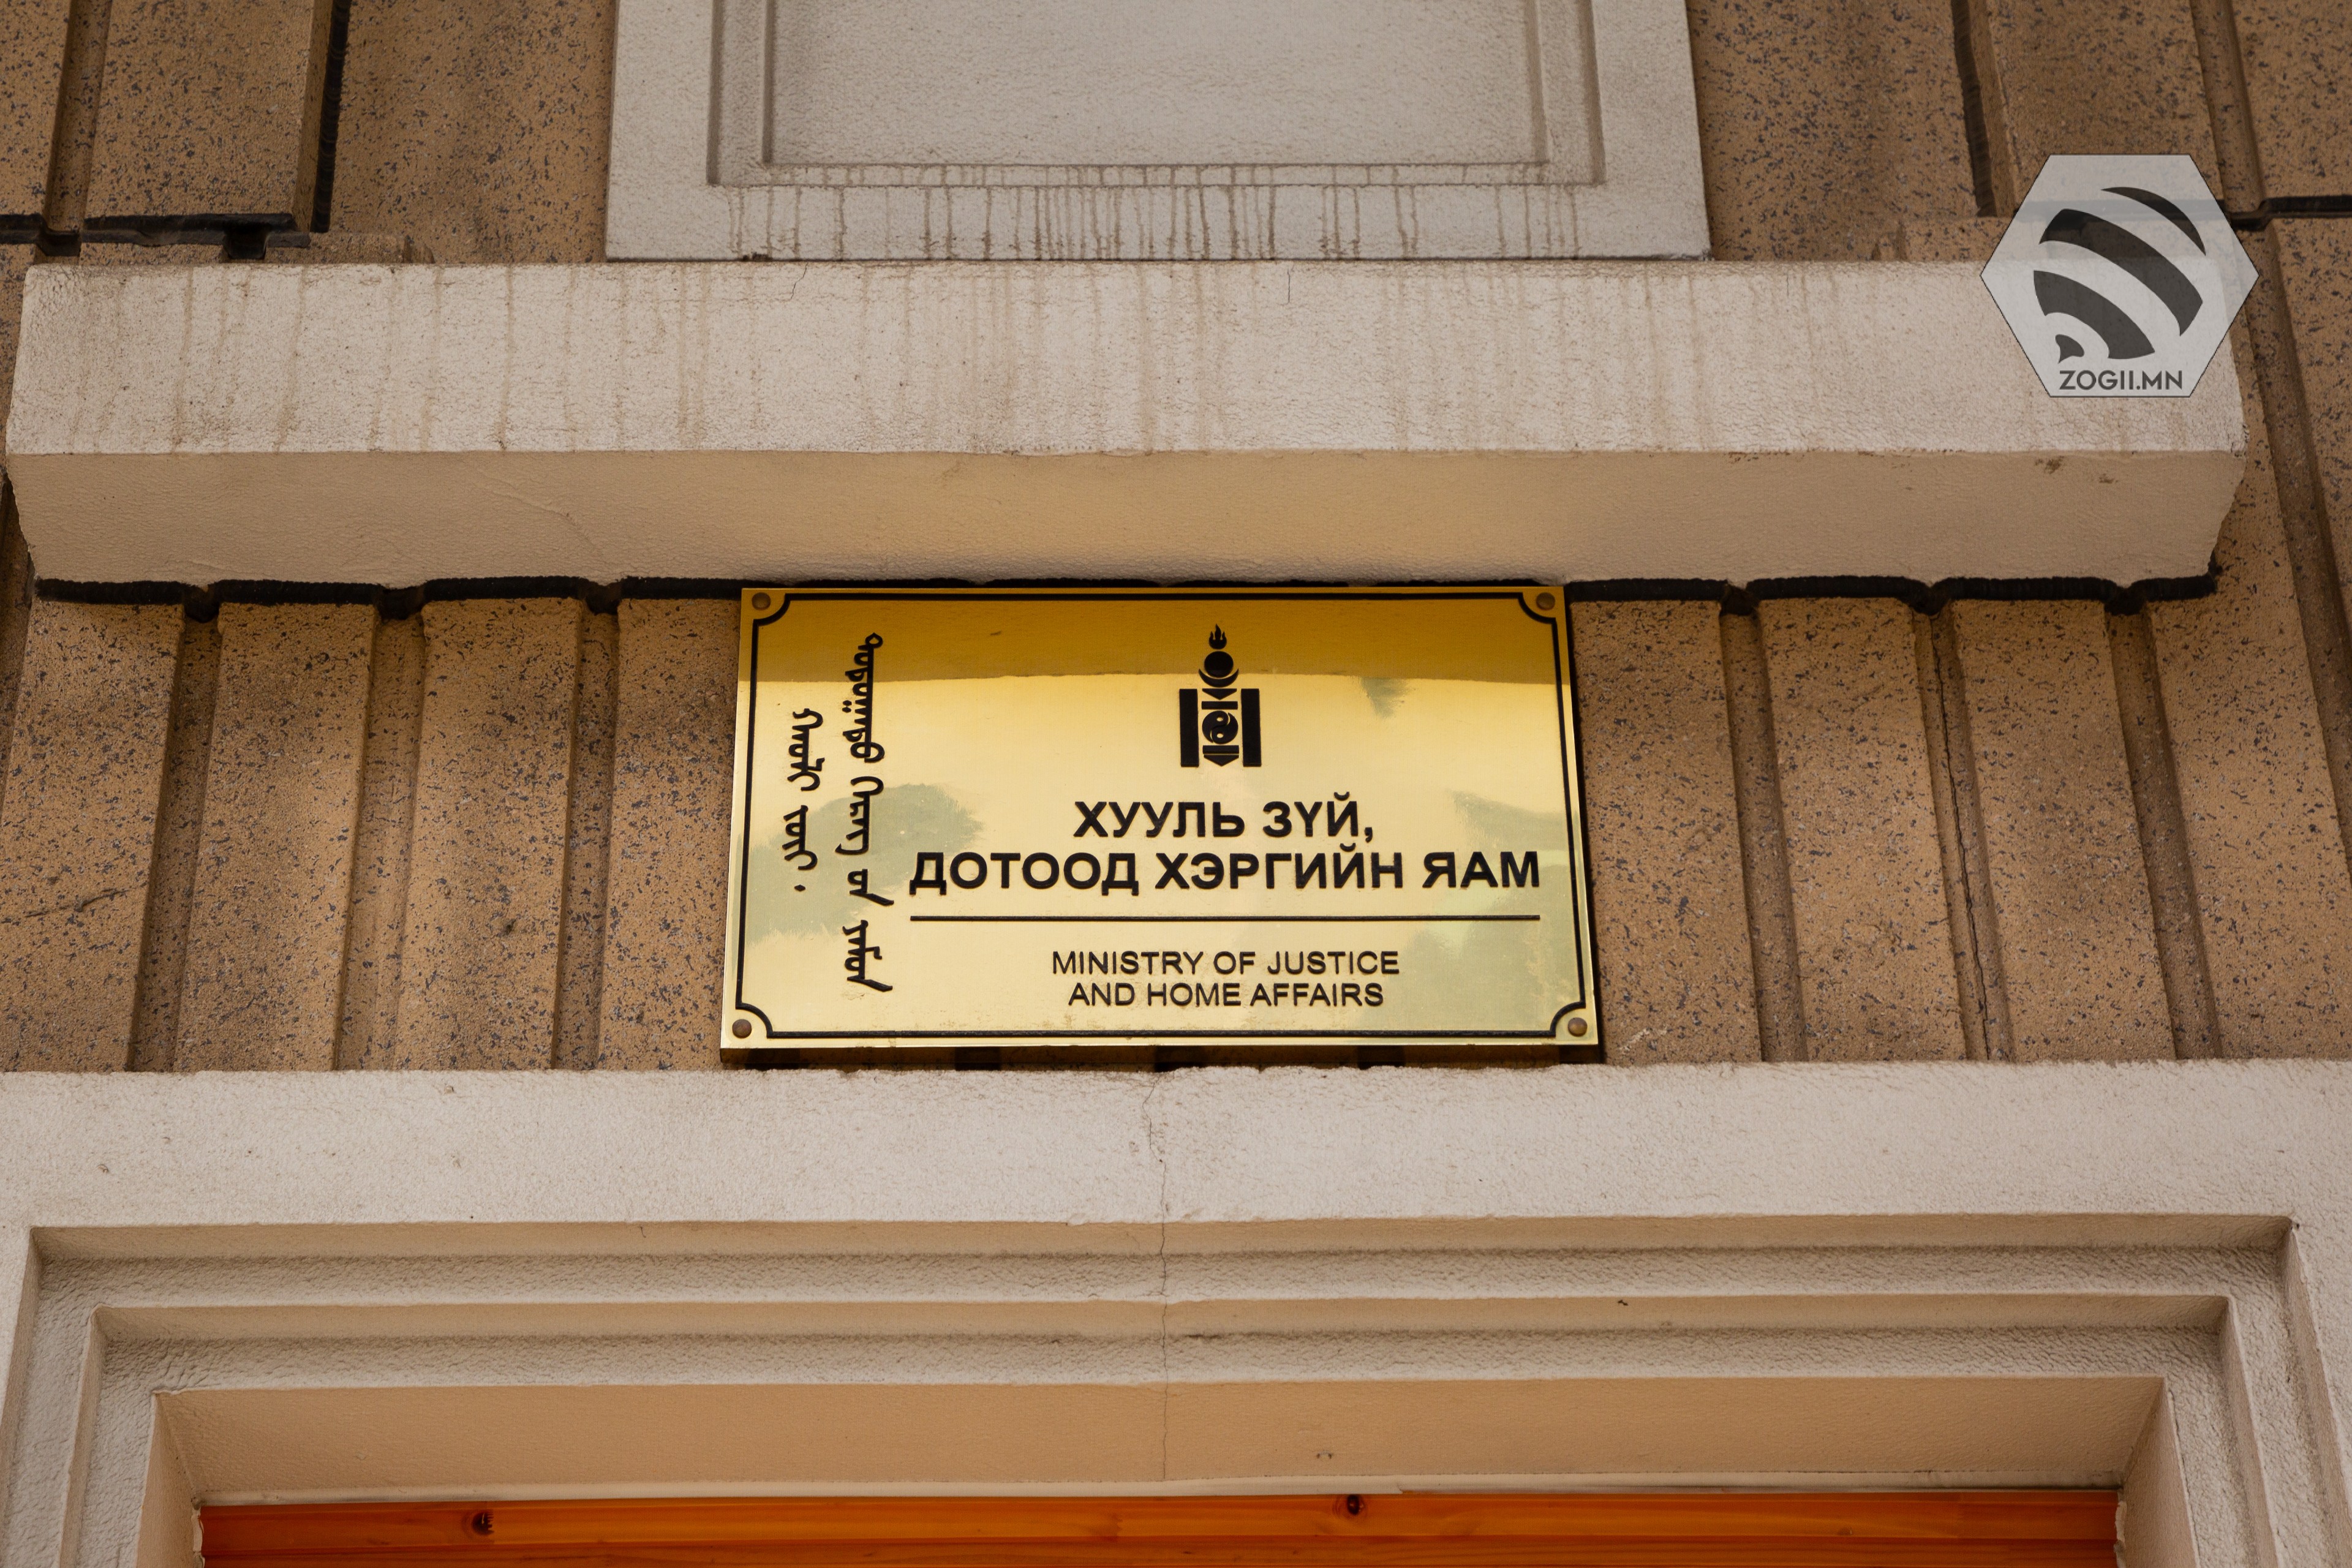 ХУУЛЬ ЗҮЙ,
ДОТООД ХЭРГИЙН ЯАМ
MINISTRY OF JUSTICE
AND HOME AFFAIRS
ZOGII.MN